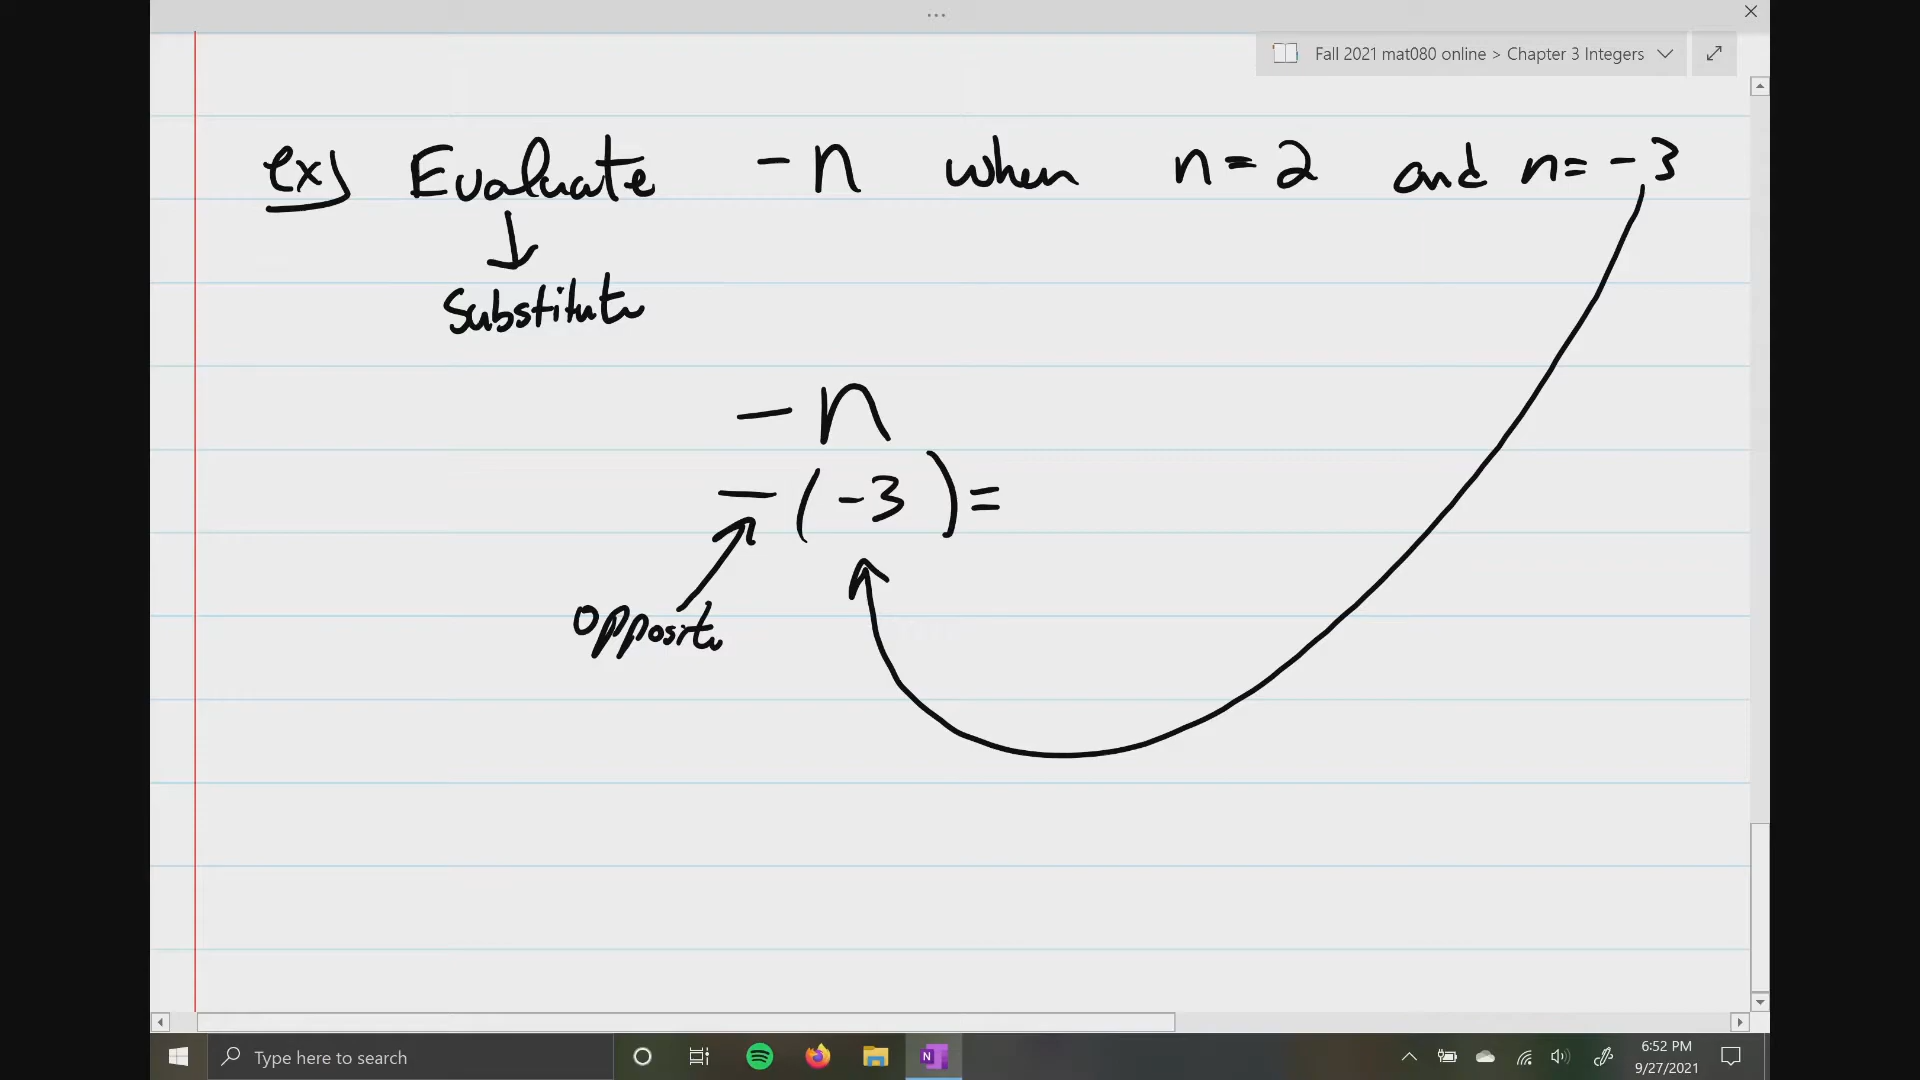 ...
Fall 2021 mat080 online > Chapter 3 Integers
ex) Evaluate -n when n=2 and n=-3
Substitute
-n
-(-3)=
opposite
Type here to search
N
6:52 PM
9/27/2021